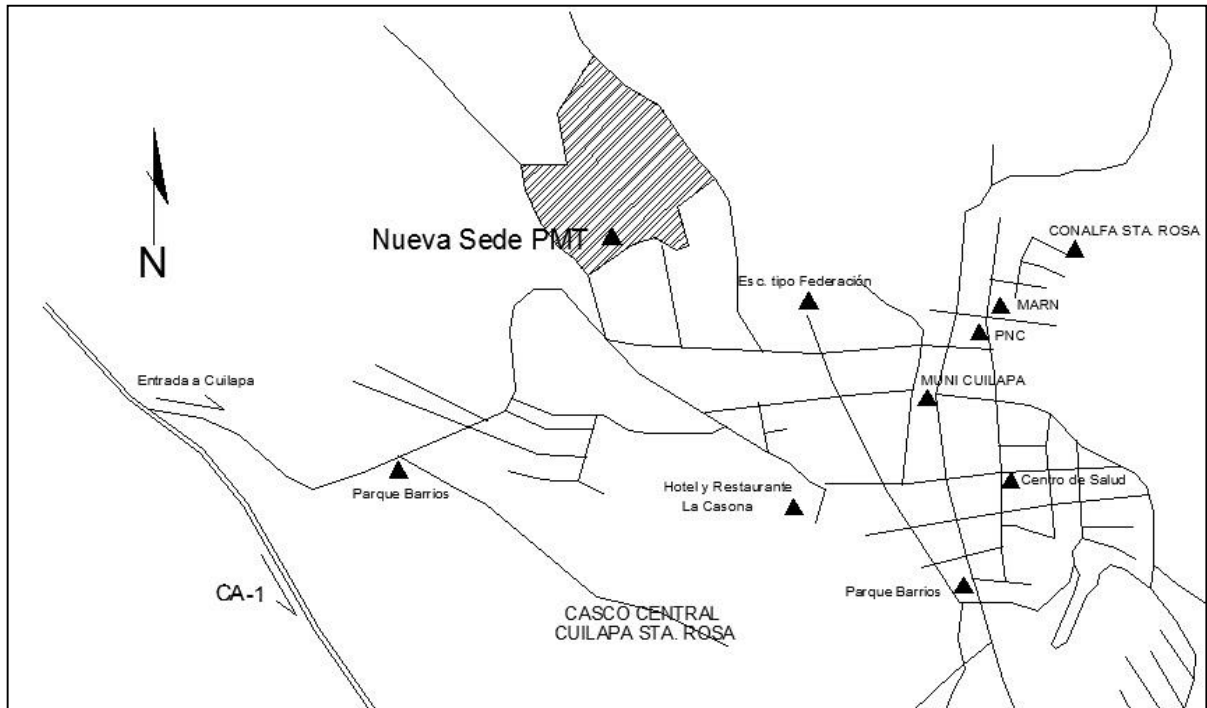 CONALFA STA. ROSA
Nueva Sede PMT
N
Esc. tipo Federación
MARN
PNC
Entrada a Cuilapa
MUNI CUILAPA
Parque Barrios
Hotel y Restaurante
La Casona
Centro de Salud
CA-1
Parque Barrios
CASCO CENTRAL
CUILAPA STA. ROSA